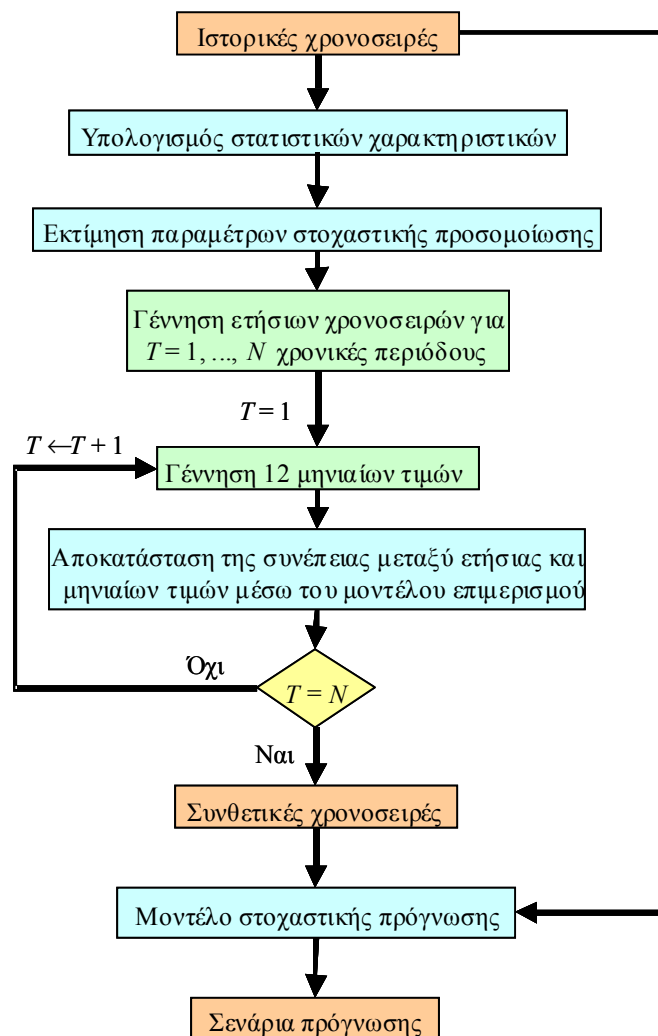 Ιστορικές χρονοσειρές
Υπολογισμός στατιστικών χαρακτηριστικών
Εκτίμηση παραμέτρων στοχαστικής προσομοίωσης
Γέννηση ετήσιων χρονοσειρών για
T = 1, ..., N χρονικές περιόδους
T = 1
T ← T + 1
Γέννηση 12 μηνιαίων τιμών
Αποκατάσταση της συνέπειας μεταξύ ετήσιας και
μηνιαίων τιμών μέσω του μοντέλου επιμερισμού
Όχι
T = N
Ναι
Συνθετικές χρονοσειρές
Μοντέλο στοχαστικής πρόγνωσης
Σενάρια πρόγνωσης